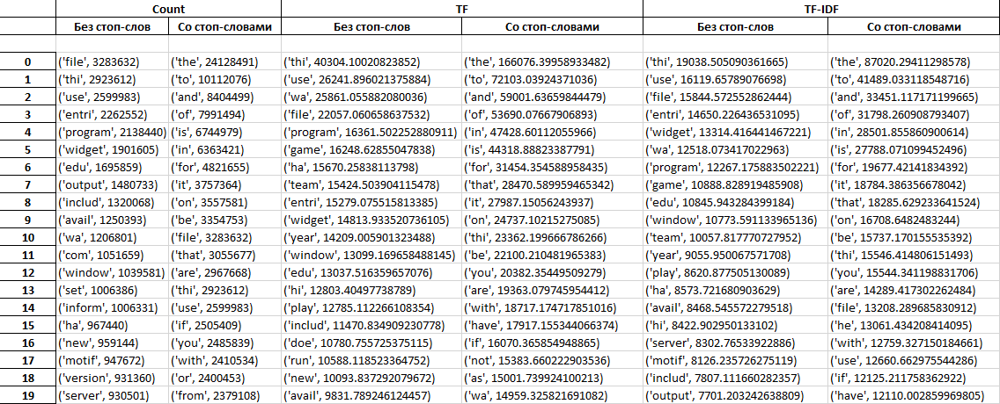 Count TF TF-IDF
Без стоп-слов Со стоп-словами Без стоп-слов Со стоп-словами Без стоп-слов Со стоп-словами
0 ('file', 3283632) ('the', 24128491) ('thi', 40304.10020823852) ('the', 166076.39958933482) ('thi', 19038.505090361665) ('the', 87020.29411298578)
1 ('thi', 2923612) ('to', 10112076) ('use', 26241.896021375884) ('to', 72103.03924371036) ('use', 16119.65789076698) ('to', 41489.033118548716)
2 ('use', 2599983) ('and', 8404499) ('wa', 25861.055882080036) ('and', 59001.63659844479) ('file', 15844.572552862444) ('and', 33451.117171199665)
3 ('entri', 2262552) ('of', 7991494) ('file', 22057.060658637532) ('of', 53690.07667906893) ('entri', 14650.226436531095) ('of', 31798.260908793407)
4 ('program', 2138440) ('is', 6744979) ('program', 16361.502252880911) ('in', 47428.60112055966) ('widget', 13314.416441467221) ('in', 28501.855860900614)
5 ('widget', 1901605) ('in', 6363421) ('game', 16248.62855047838) ('is', 44318.88823387791) ('wa', 12518.073417022963) ('is', 27788.071099452496)
6 ('edu', 1695859) ('for', 4821655) ('ha', 15670.25838113798) ('for', 31454.354588958435) ('program', 12267.175883502221) ('for', 19677.42141834392)
7 ('output', 1480733) ('it', 3757364) ('team', 15424.503904115478) ('that', 28470.589959465342) ('game', 10888.828919485908) ('it', 18784.386356678042)
8 ('includ', 1320068) ('on', 3557581) ('entri', 15279.075515813385) ('it', 27987.15056243937) ('edu', 10845.943284399184) ('that', 18285.629233641524)
9 ('avail', 1250393) ('be', 3354753) ('widget', 14813.933520736105) ('on', 24737.10215275085) ('window', 10773.591133965136) ('on', 16708.6482483244)
10 ('wa', 1206801) ('file', 3283632) ('year', 14209.005901323488) ('thi', 23362.199666786266) ('team', 10057.817770727952) ('be', 15737.170155535392)
11 ('com', 1051659) ('that', 3055677) ('window', 13099.169658488145) ('be', 22100.210481965383) ('year', 9055.950067571708) ('thi', 15546.414806151493)
12 ('window', 1039581) ('are', 2967668) ('edu', 13037.516359657076) ('you', 20382.35449509279) ('play', 8620.877505130089) ('you', 15544.341198831706)
13 ('set', 1006386) ('thi', 2923612) ('hi', 12803.40497738789) ('are', 19363.079745954412) ('ha', 8573.721680903629) ('are', 14289.417302262484)
14 ('inform', 1006331) ('use', 2599983) ('play', 12785.112266108354) ('with', 18717.174717851016) ('avail', 8468.545572279518) ('file', 13208.289685830912)
15 ('ha', 967440) ('if', 2505409) ('includ', 11470.834909230778) ('have', 17917.155344066374) ('hi', 8422.902950133102) ('he', 13061.434208414095)
16 ('new', 959144) ('you', 2485839) ('doe', 10780.755725375115) ('if', 16070.365854948865) ('server', 8302.76533922886) ('with', 12759.327150184661)
17 ('motif', 947672) ('with', 2410534) ('run', 10588.118523364752) ('not', 15383.660222903536) ('motif', 8126.235726275119) ('use', 12660.662975544286)
18 ('version', 931360) ('or', 2400453) ('new', 10093.837292079672) ('as', 15001.739924100213) ('includ', 7807.111660282357) ('if', 12125.211758362922)
19 ('server', 930501) ('from', 2379108) ('avail', 9831.789246124457) ('wa', 14959.325821691082) ('output', 7701.203242638809) ('have', 12110.002859969805)